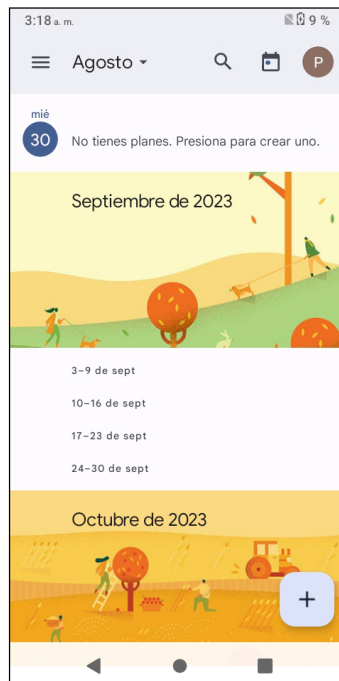 3:18 a. m.
9 %
Agosto
P
mié
30
No tienes planes. Presiona para crear uno.
Septiembre de 2023
3–9 de sept
10–16 de sept
17–23 de sept
24–30 de sept
Octubre de 2023
+